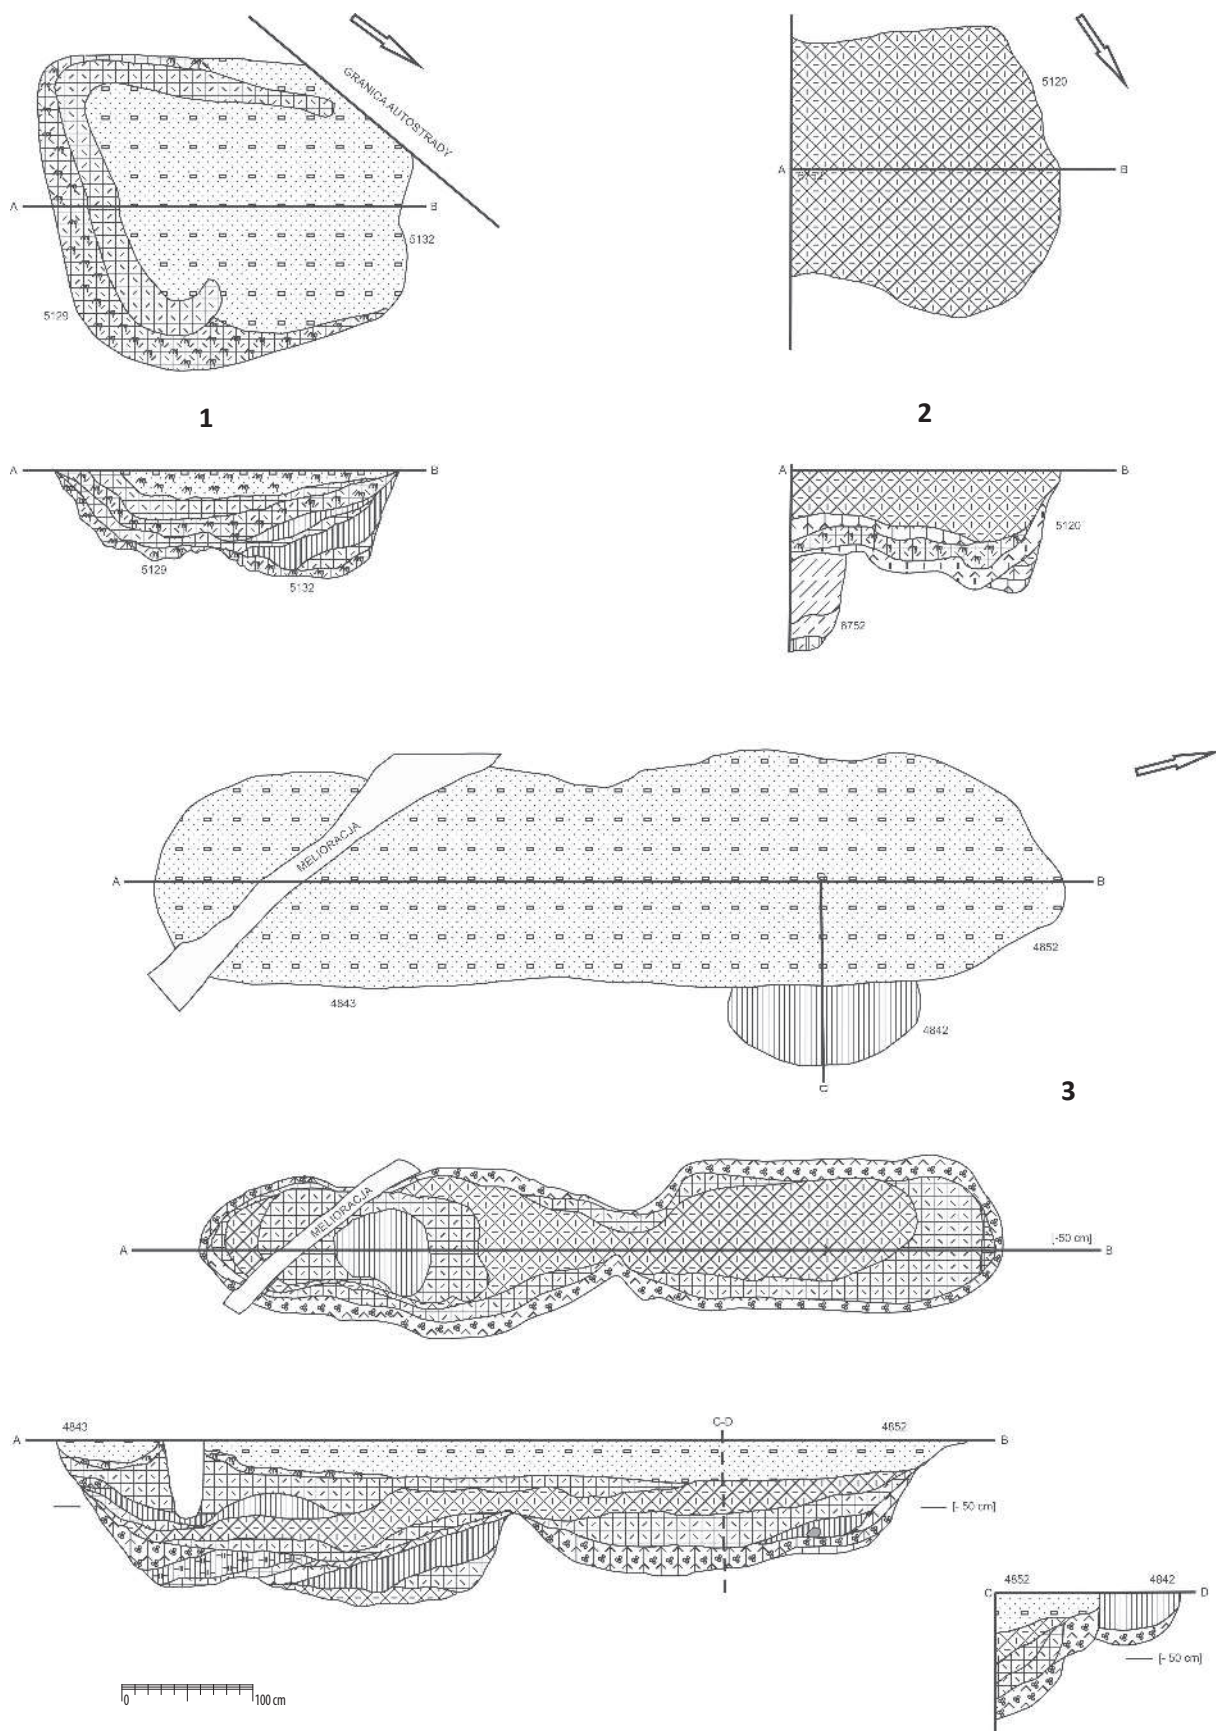 GRANICA AUTOSTRADY
5120
A B
A 8752 B
5132
5129
1
2
A B
A B
5120
5129
5132
8752
MELIORACJA
A B
4852
4843
4842
3
MELIORACJA
[-50 cm]
A B
4843
C-D
4852
A B
[- 50 cm]
4852 4842
C D
[- 50 cm]
0 100 cm